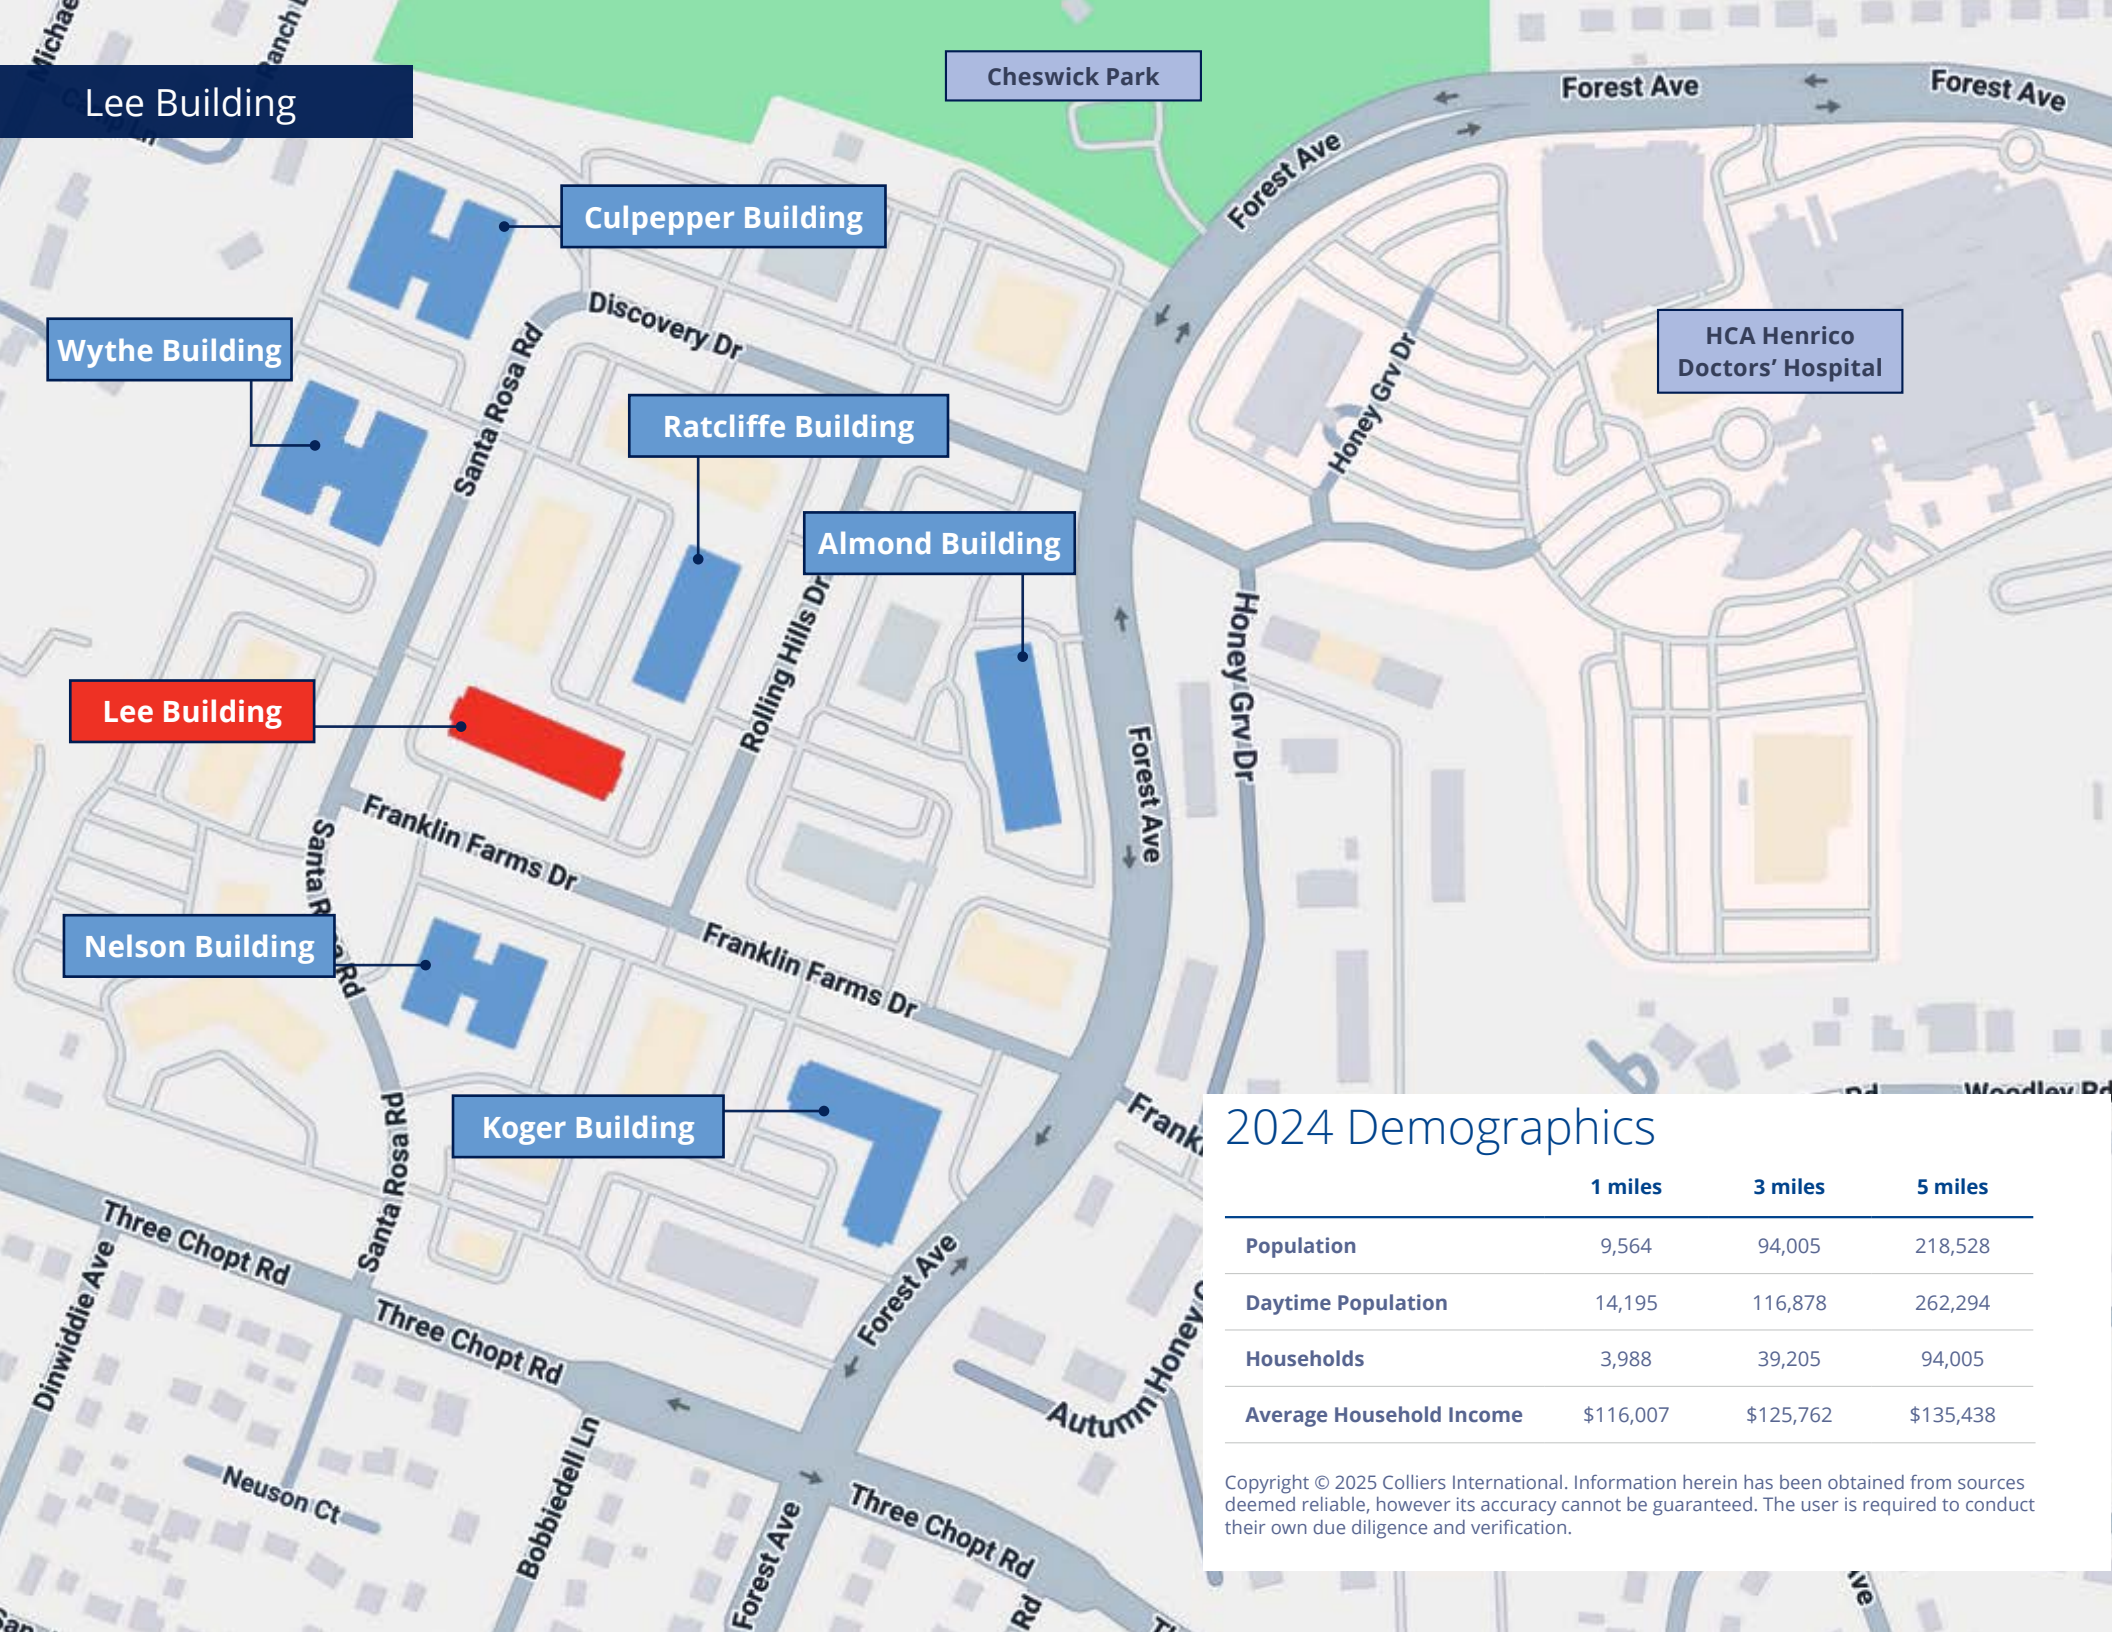 Lee Building
Cheswick Park
Forest Ave
Forest Ave
Forest Ave
Culpepper Building
Discovery Dr
Wythe Building
Santa Rosa Rd
HCA Henrico
Doctors’ Hospital
Honey Grv Dr
Ratcliffe Building
Almond Building
Rolling Hills Dr
Honey Grv Dr
Lee Building
Forest Ave
Franklin Farms Dr
Nelson Building
Franklin Farms Dr
Koger Building
Santa Rosa Rd
Three Chopt Rd
Dinwiddie Ave
Three Chopt Rd
Forest Ave
Autumn Honey
Neuson Ct
Bobbiedell Ln
Forest Ave
Three Chopt Rd
Rd
Woodley Rd
2024 Demographics
1 miles 3 miles 5 miles
Population 9,564 94,005 218,528
Daytime Population 14,195 116,878 262,294
Households 3,988 39,205 94,005
Average Household Income $116,007 $125,762 $135,438
Copyright © 2025 Colliers International. Information herein has been obtained from sources
deemed reliable, however its accuracy cannot be guaranteed. The user is required to conduct
their own due diligence and verification.